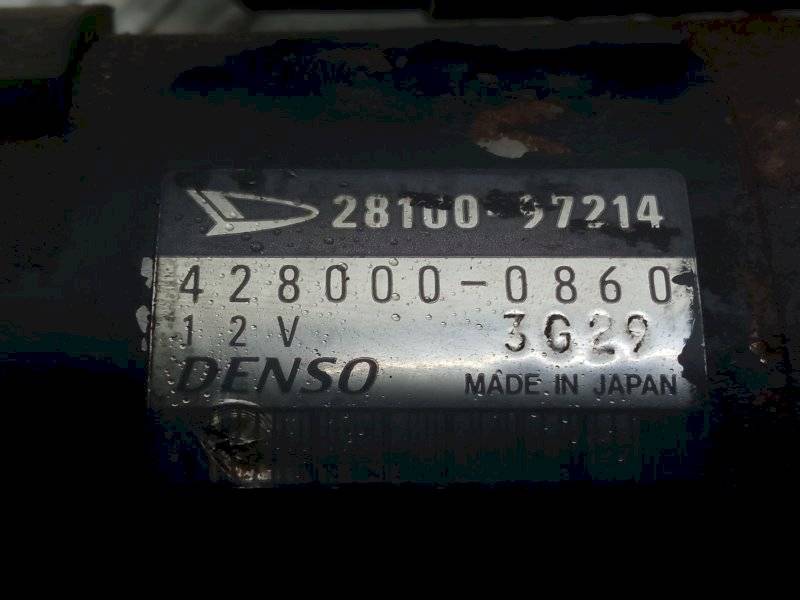 28100-97214
428000-0860
12V 3G29
DENSO MADE IN JAPAN